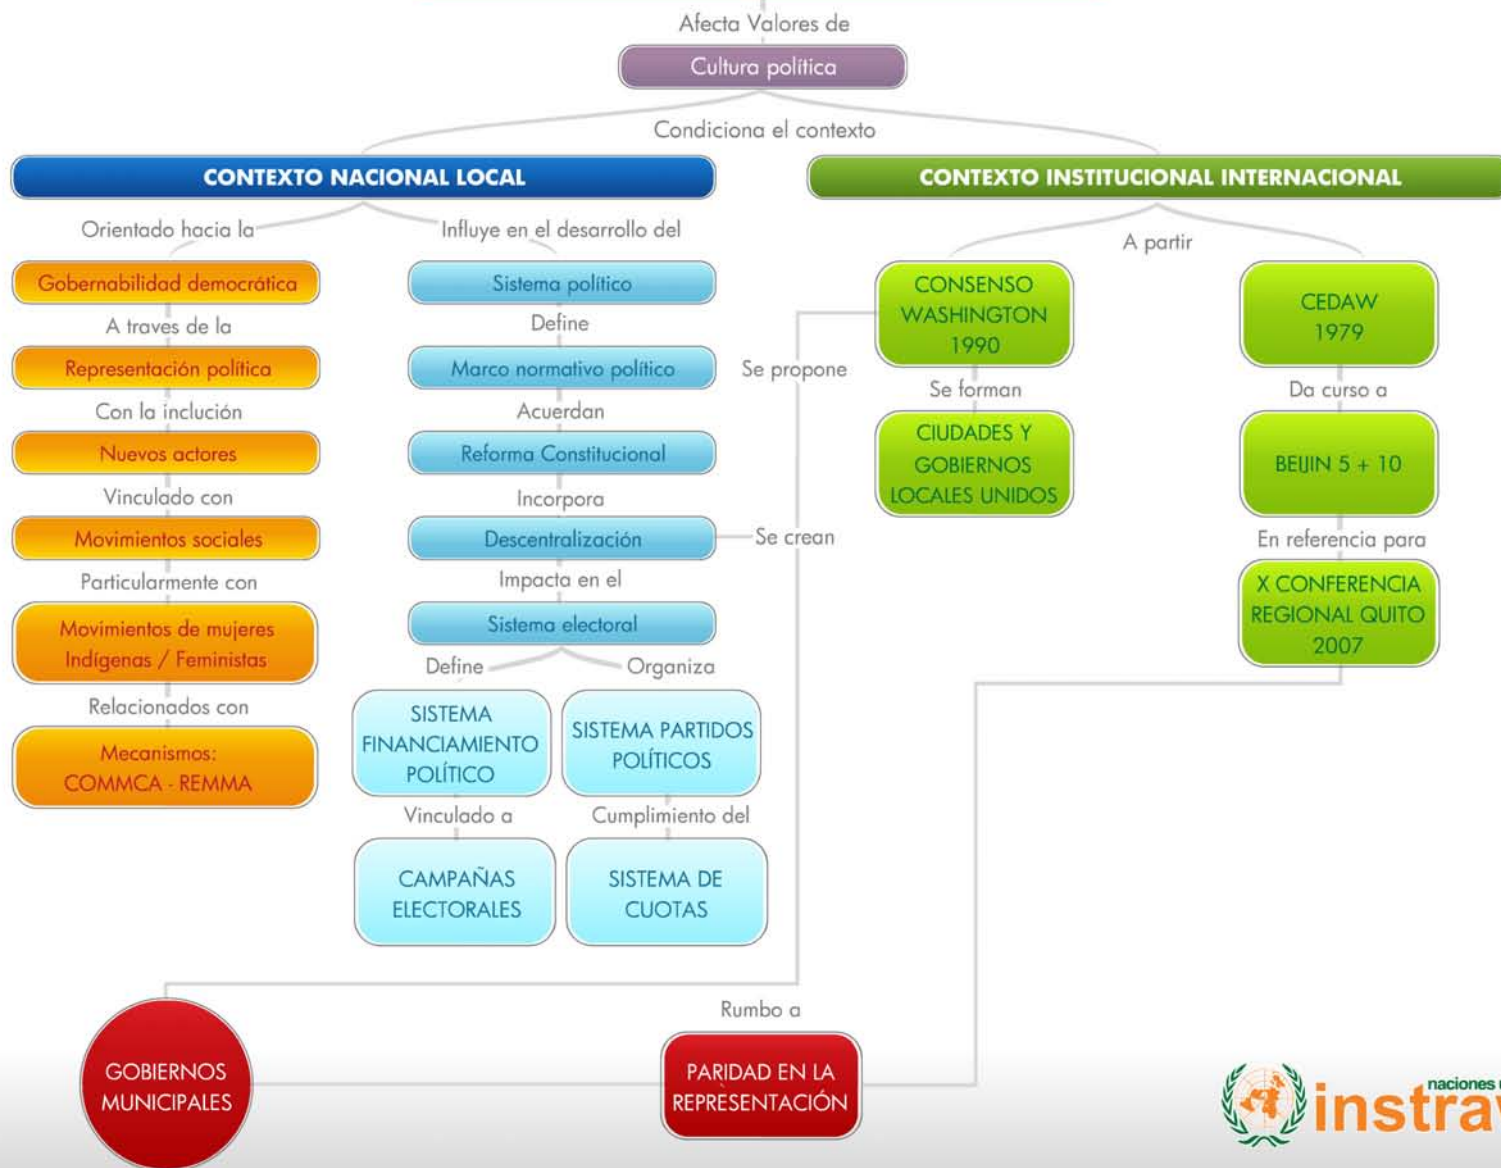 Afecta Valores de
Cultura política
Condiciona el contexto
CONTEXTO NACIONAL LOCAL
Orientado hacia la
Gobernabilidad democrática
A traves de la
Representación política
Con la inclución
Nuevos actores
Vinculado con
Movimientos sociales
Particularmente con
Movimientos de mujeres
Indígenas / Feministas
Relacionados con
Mecanismos:
COMMCA - REMMA
Influye en el desarrollo del
Sistema político
Define
Marco normativo político
Acuerdan
Reforma Constitucional
Incorpora
Descentralización
Impacta en el
Sistema electoral
Define
SISTEMA
FINANCIAMIENTO
POLÍTICO
Vinculado a
CAMPAÑAS
ELECTORALES
Organiza
SISTEMA PARTIDOS
POLÍTICOS
Cumplimiento del
SISTEMA DE
CUOTAS
Se propone
Se crean
CONTEXTO INSTITUCIONAL INTERNACIONAL
A partir
CONSENSO
WASHINGTON
1990
Se forman
CIUDADES Y
GOBIERNOS
LOCALES UNIDOS
CEDAW
1979
Da curso a
BEIJIN 5 + 10
En referencia para
X CONFERENCIA
REGIONAL QUITO
2007
GOBIERNOS
MUNICIPALES
Rumbo a
PARIDAD EN LA
REPRESENTACIÓN
naciones